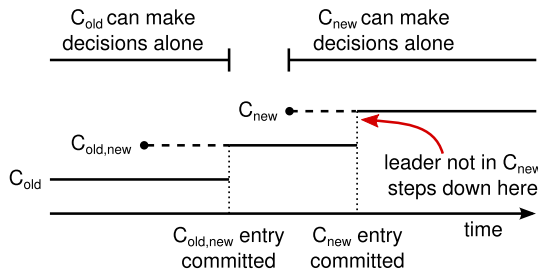 C_old can make
decisions alone
C_new can make
decisions alone
C_new
C_old,new
C_old
leader not in C_new
steps down here
time
C_old,new entry
committed
C_new entry
committed